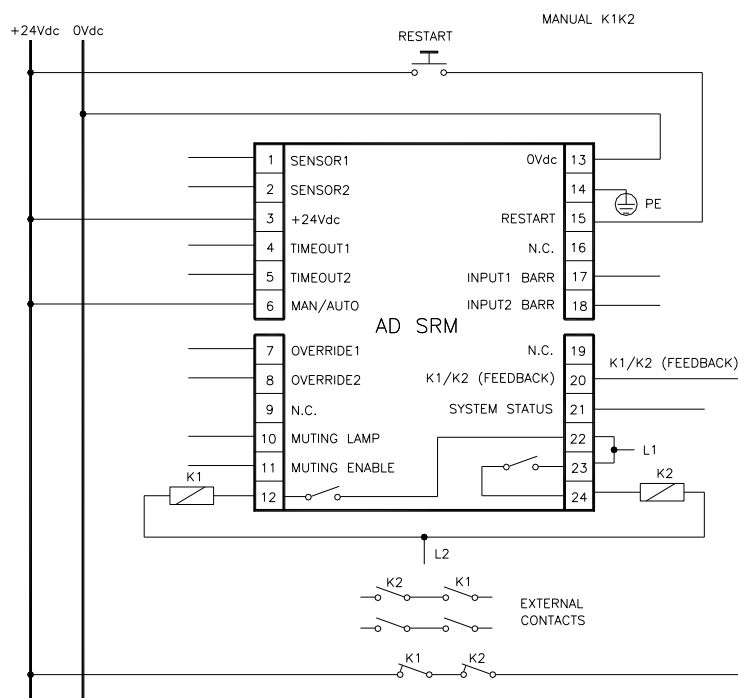 MANUAL K1K2
+24Vdc 0Vdc
RESTART
1 SENSOR1
2 SENSOR2
3 +24Vdc
4 TIMEOUT1
5 TIMEOUT2
6 MAN/AUTO
0Vdc 13
14 PE
RESTART 15
N.C. 16
INPUT1 BARR 17
INPUT2 BARR 18
AD SRM
7 OVERRIDE1
8 OVERRIDE2
9 N.C.
10 MUTING LAMP
11 MUTING ENABLE
12
K1
N.C. 19
K1/K2 (FEEDBACK) 20
K1/K2 (FEEDBACK)
SYSTEM STATUS 21
22
23
24
L1
K2
L2
K2 K1
EXTERNAL
CONTACTS
K1 K2